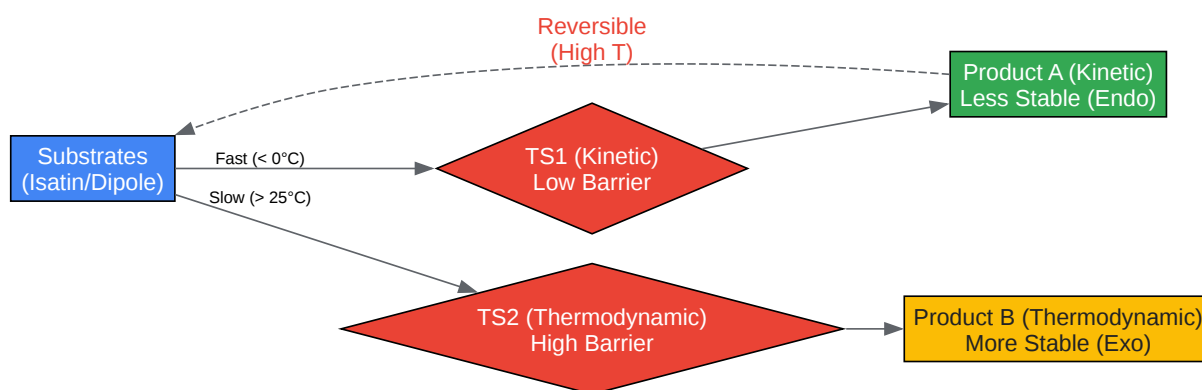 Reversible
(High T)
Product A (Kinetic)
Less Stable (Endo)
Substrates
(Isatin/Dipole)
Fast (< 0°C)
TS1 (Kinetic)
Low Barrier
Slow (> 25°C)
TS2 (Thermodynamic)
High Barrier
Product B (Thermodynamic)
More Stable (Exo)